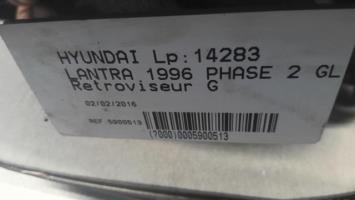 HYUNDAI Lp:14283
LANTRA 1996 PHASE 2 GL
Retroviseur G
02/02/2016
REF 5900513
(7000)0005900513